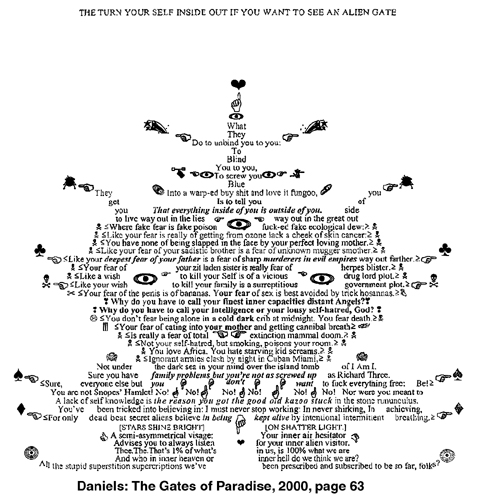 THE TURN YOUR SELF INSIDE OUT IF YOU WANT TO SEE AN ALIEN GATE
What
They
Do to unbind you to you:
To
Blind
You to you,
To screw you
Blue
They Into a warp-ed buy shit and love it fungoo, you
get Is to tell you of
you That everything inside of you is outside of you. side
to live way out in the lies way out in the great out
≤Where fake fear is fake poison fuck-ed fake ecological dew:≥
≤Like your fear is really of getting from ozone lack a cheek of skin cancer:≥
≤You have none of being slapped in the face by your perfect loving mother.≥
≤Like your fear of your sadistic brother is a fear of unknown mugger smother.≥
≤Like your deepest fear of your father is a fear of sharp murderers in evil empires way out farther.≥
≤Your fear of your zit laden sister is really fear of herpes blister.≥
≤Like a wish to kill your Self is of a vicious drug lord plot.≥
≤Like your wish to kill your family is a surreptitious government plot.≥
≤Your fear of the penis is of bananas. Your fear of sex is best avoided by trick hosannas.≥
Why do you have to call your finest inner capacities distant Angels?
Why do you have to call your intelligence or your lousy self-hatred, God?
≤You don't fear being alone in a cold dark crib at midnight. You fear death≥
≤Your fear of eating into your mother and getting cannibal breath≥
≤Is really a fear of total extinction mammal doom.≥
≤Not your self-hatred, but smoking, poisons your room.≥
You love Africa. You hate starving kid screams.≥
≤Ignorant armies clash by night in Cuban Miami.≥
Not under the dark sea in your mind over the island tomb of I Am I.
Sure you have family problems but you're not as screwed up as Richard Three.
≤Sure, everyone else but you don't want to fuck everything free: Be!≥
You are not Snopes' Hamlet! No! No! No! No! No! No! Nor were you meant to
A lack of self knowledge is the reason you got the good old kazoo stuck in the stone
You've been tricked into believing in: I must never stop working: In never shirking, In achieving,
≤For only dead beat secret aliens believe in being kept alive by intentional intermittent breathing.≥
[STARS SHINE BRIGHT] [JON SHATTER LIGHT.]
A semi-asymmetrical visage: Your inner air hesitator
Advises you to always listen for your self only visits.
Thee.The.That's 1% of what's in us, is 100% what we are
And who in inner heaven or inner hell do we think we are?
All the stupid superstition superscriptions we've been prescribed and subscribed to be so far, folks?
Daniels: The Gates of Paradise, 2000, page 63